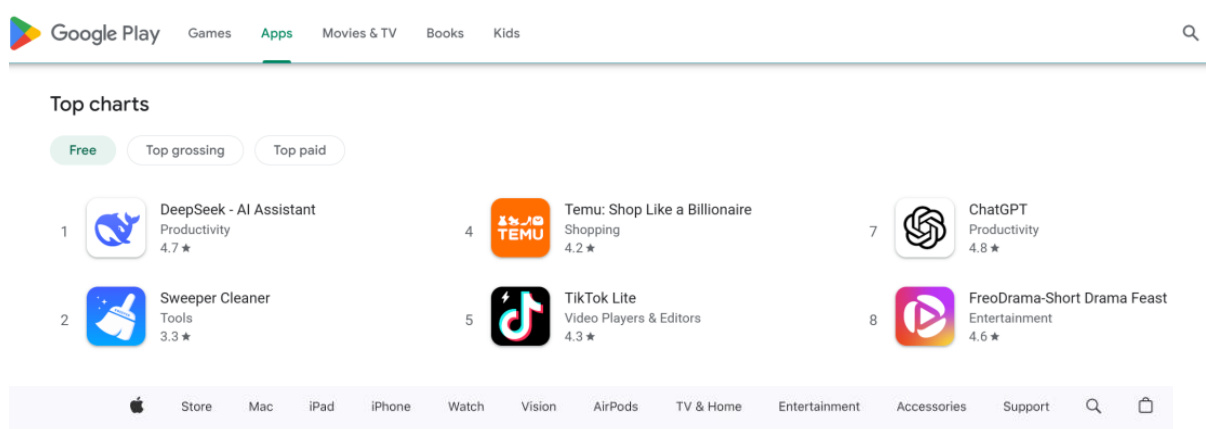 Google Play Games Apps Movies & TV Books Kids
Top charts
Free Top grossing Top paid
1 DeepSeek - AI Assistant
Productivity
4.7 ★
2 Sweeper Cleaner
Tools
3.3 ★
4 TEMU Temu: Shop Like a Billionaire
Shopping
4.2 ★
5 TikTok Lite
Video Players & Editors
4.3 ★
7 ChatGPT
Productivity
4.8 ★
8 FreoDrama-Short Drama Feast
Entertainment
4.6 ★
Store Mac iPad iPhone Watch Vision AirPods TV & Home Entertainment Accessories Support